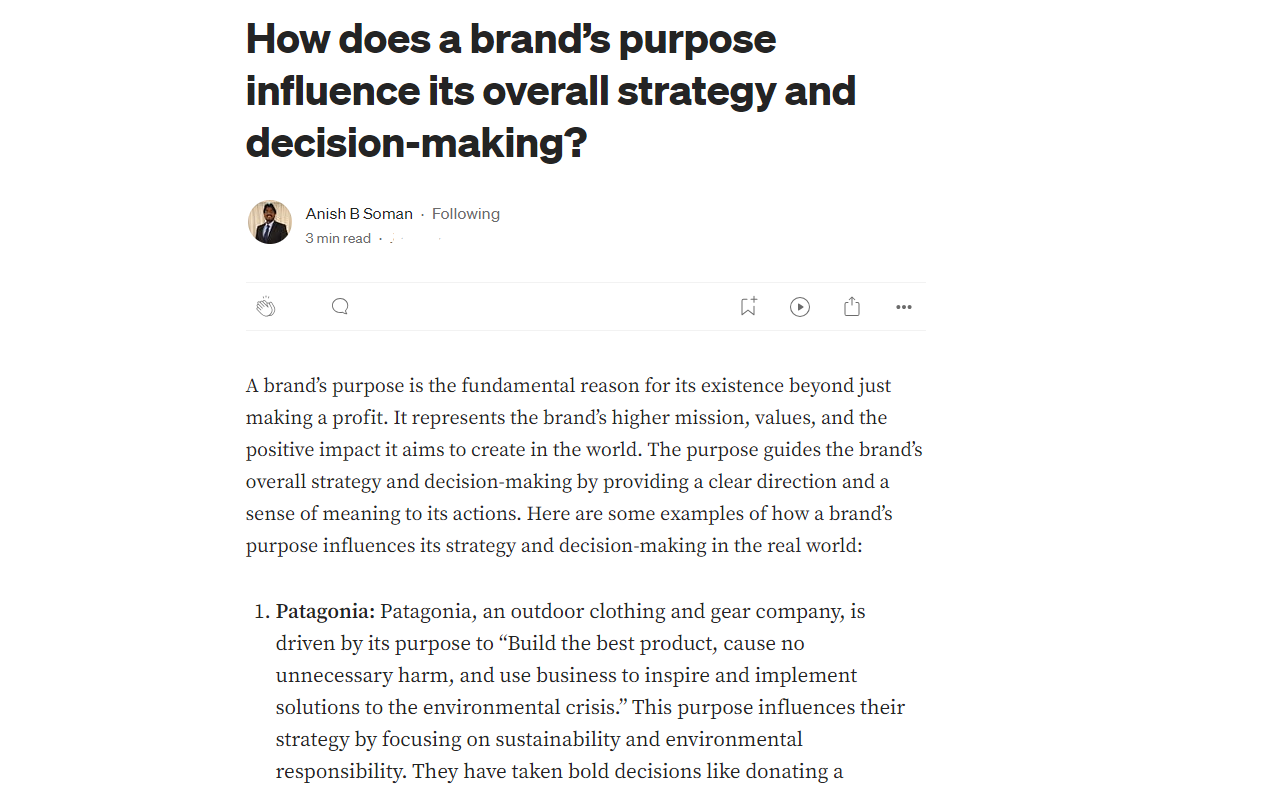 How does a brand’s purpose
influence its overall strategy and
decision-making?
Anish B Soman · Following
3 min read ·
A brand’s purpose is the fundamental reason for its existence beyond just
making a profit. It represents the brand’s higher mission, values, and the
positive impact it aims to create in the world. The purpose guides the brand’s
overall strategy and decision-making by providing a clear direction and a
sense of meaning to its actions. Here are some examples of how a brand’s
purpose influences its strategy and decision-making in the real world:
1. Patagonia: Patagonia, an outdoor clothing and gear company, is
driven by its purpose to “Build the best product, cause no
unnecessary harm, and use business to inspire and implement
solutions to the environmental crisis.” This purpose influences their
strategy by focusing on sustainability and environmental
responsibility. They have taken bold decisions like donating a